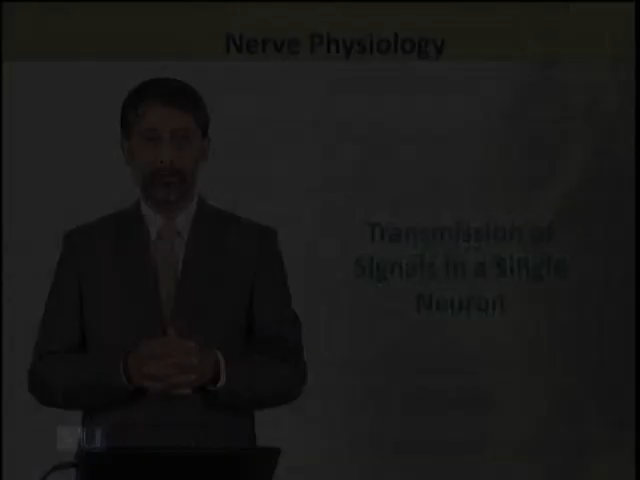 Nerve Physiology
Transmission of
Signals in a Single
Neuron